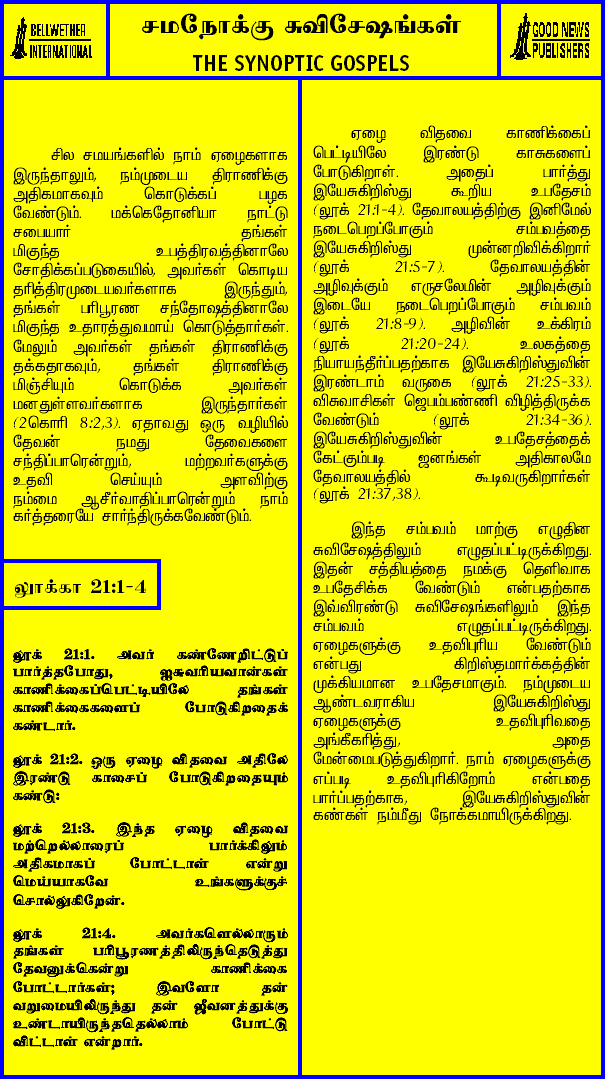 BELLWETHER
INTERNATIONAL
சமநோக்கு சுவிசேஷங்கள்
THE SYNOPTIC GOSPELS
GOOD NEWS
PUBLISHERS
சில சமயங்களில் நாம் ஏழைகளாக
இருந்தாலும், நம்முடைய திராணிக்கு
அதிகமாகவும் கொடுக்கப் பழக
வேண்டும். மக்கெதோனியா நாட்டு
சபையார் தங்கள்
மிகுந்த உபத்திரவத்தினாலே
சோதிக்கப்படுகையில், அவர்கள் கொடிய
தரித்திரமுடையவர்களாக இருந்தும்,
தங்கள் பரிபூரண சந்தோஷத்தினாலே
மிகுந்த உதாரத்துவமாய் கொடுத்தார்கள்.
மேலும் அவர்கள் தங்கள் திராணிக்கு
தக்கதாகவும், தங்கள் திராணிக்கு
மிஞ்சியும் கொடுக்க அவர்கள்
மனதுள்ளவர்களாக இருந்தார்கள்
(2கொரி 8:2,3). ஏதாவது ஒரு வழியில்
தேவன் நமது தேவைகளை
சந்திப்பாரென்றும், மற்றவர்களுக்கு
உதவி செய்யும் அளவிற்கு
நம்மை ஆசீர்வாதிப்பாரென்றும் நாம்
கர்த்தரையே சார்ந்திருக்கவேண்டும்.
லூக்கா 21:1-4
லூக் 21:1. அவர் கண்ணேறிட்டுப்
பார்த்தபோது, ஐசுவரியவான்கள்
காணிக்கைப்பெட்டியிலே தங்கள்
காணிக்கைகளைப் போடுகிறதைக்
கண்டார்.
லூக் 21:2. ஒரு ஏழை விதவை அதிலே
இரண்டு காசைப் போடுகிறதையும்
கண்டு:
லூக் 21:3. இந்த ஏழை விதவை
மற்றெல்லாரைப் பார்க்கிலும்
அதிகமாகப் போட்டாள் என்று
மெய்யாகவே உங்களுக்குச்
சொல்லுகிறேன்.
லூக் 21:4. அவர்களெல்லாரும்
தங்கள் பரிபூரணத்திலிருந்தெடுத்து
தேவனுக்கென்று காணிக்கை
போட்டார்கள்; இவளோ தன்
வறுமையிலிருந்து தன் ஜீவனத்துக்கு
உண்டாயிருந்ததெல்லாம் போட்டு
விட்டாள் என்றார்.
ஏழை விதவை காணிக்கைப்
பெட்டியிலே இரண்டு காசுகளைப்
போடுகிறாள். அதைப் பார்த்து
இயேசுகிறிஸ்து கூறிய உபதேசம்
(லூக் 21:1-4). தேவாலயத்திற்கு இனிமேல்
நடைபெறப்போகும் சம்பவத்தை
இயேசுகிறிஸ்து முன்னறிவிக்கிறார்
(லூக் 21:5-7). தேவாலயத்தின்
அழிவுக்கும் எருசலேமின் அழிவுக்கும்
இடையே நடைபெறப்போகும் சம்பவம்
(லூக் 21:8-9). அழிவின் உக்கிரம்
(லூக் 21:20-24). உலகத்தை
நியாயந்தீர்ப்பதற்காக இயேசுகிறிஸ்துவின்
இரண்டாம் வருகை (லூக் 21:25-33).
விசுவாசிகள் ஜெபம்பண்ணி விழித்திருக்க
வேண்டும் (லூக் 21:34-36).
இயேசுகிறிஸ்துவின் உபதேசத்தைக்
கேட்கும்படி ஜனங்கள் அதிகாலமே
தேவாலயத்தில் கூடிவருகிறார்கள்
(லூக் 21:37,38).
இந்த சம்பவம் மாற்கு எழுதின
சுவிசேஷத்திலும் எழுதப்பட்டிருக்கிறது.
இதன் சத்தியத்தை நமக்கு தெளிவாக
உபதேசிக்க வேண்டும் என்பதற்காக
இவ்விரண்டு சுவிசேஷங்களிலும் இந்த
சம்பவம் எழுதப்பட்டிருக்கிறது.
ஏழைகளுக்கு உதவிபுரிய வேண்டும்
என்பது கிறிஸ்தமார்க்கத்தின்
முக்கியமான உபதேசமாகும். நம்முடைய
ஆண்டவராகிய இயேசுகிறிஸ்து
ஏழைகளுக்கு உதவிபுரிவதை
அங்கீகரித்து, அதை
மேன்மைபடுத்துகிறார். நாம் ஏழைகளுக்கு
எப்படி உதவிபுரிகிறோம் என்பதை
பார்ப்பதற்காக, இயேசுகிறிஸ்துவின்
கண்கள் நம்மீது நோக்கமாயிருக்கிறது.